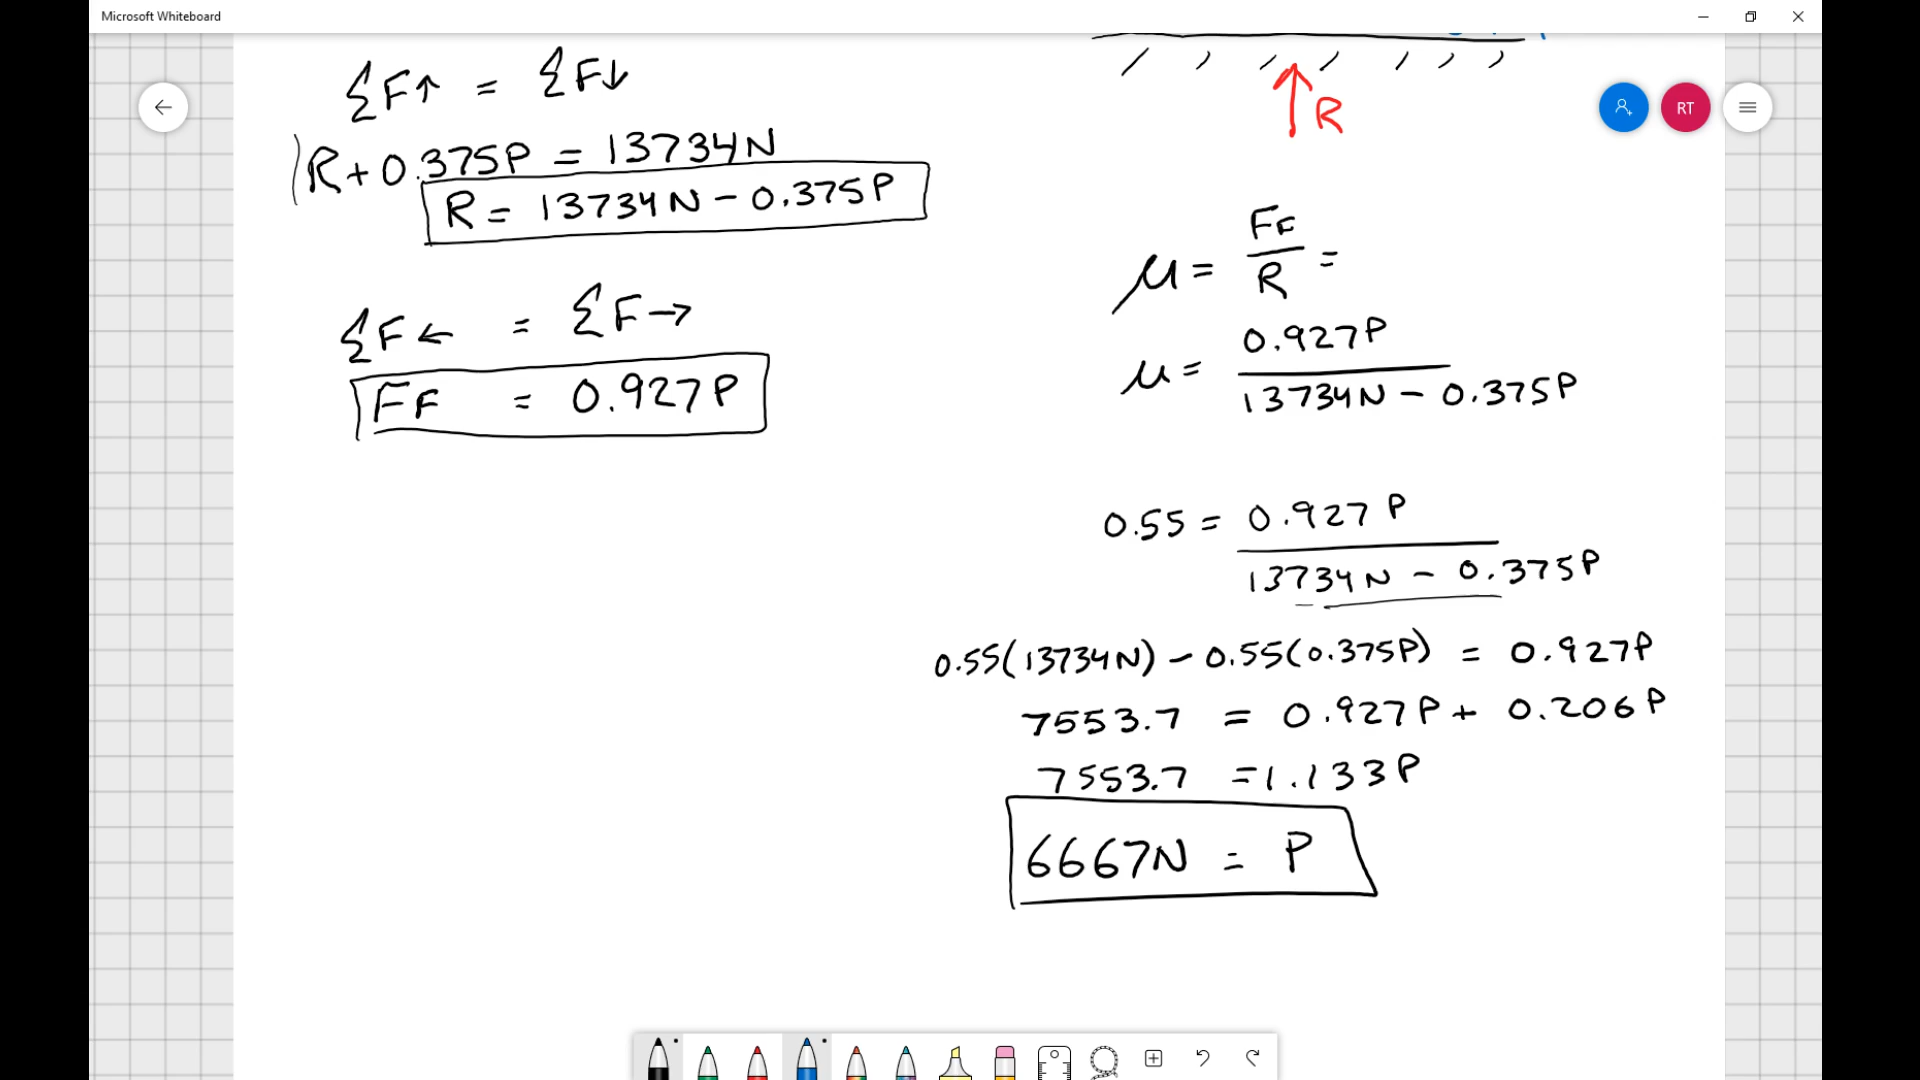 Microsoft Whiteboard
ΣF↑ = ΣF↓
R+0.375P = 13734N
R = 13734N - 0.375P
ΣF← = ΣF→
FF = 0.927P
R
RT
μ = FF/R =
μ = 0.927P / 13734N - 0.375P
0.55 = 0.927P / 13734N - 0.375P
0.55(13734N) - 0.55(0.375P) = 0.927P
7553.7 = 0.927P + 0.206P
7553.7 = 1.133P
6667N = P